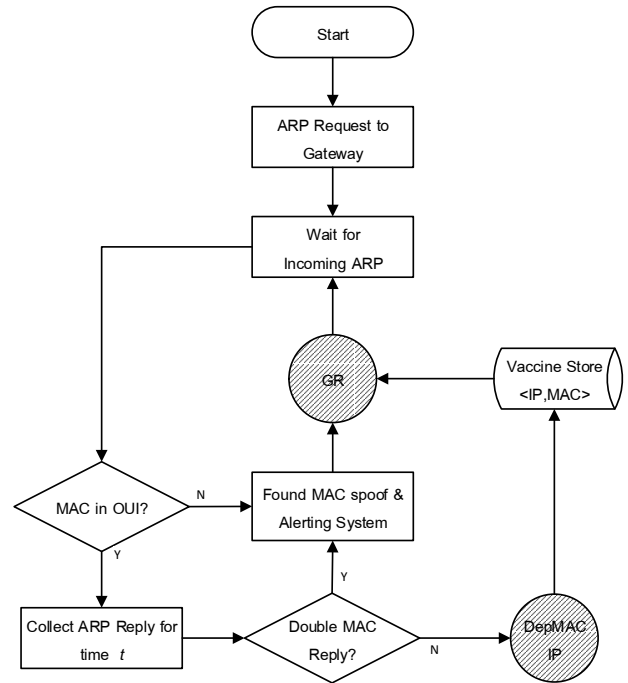 Start
ARP Request to
Gateway
Wait for
Incoming ARP
GR
Vaccine Store
<IP,MAC>
MAC in OUI?
N
Found MAC spoof &
Alerting System
Y
Y
Collect ARP Reply for
time t
Double MAC
Reply?
N
DepMAC
IP